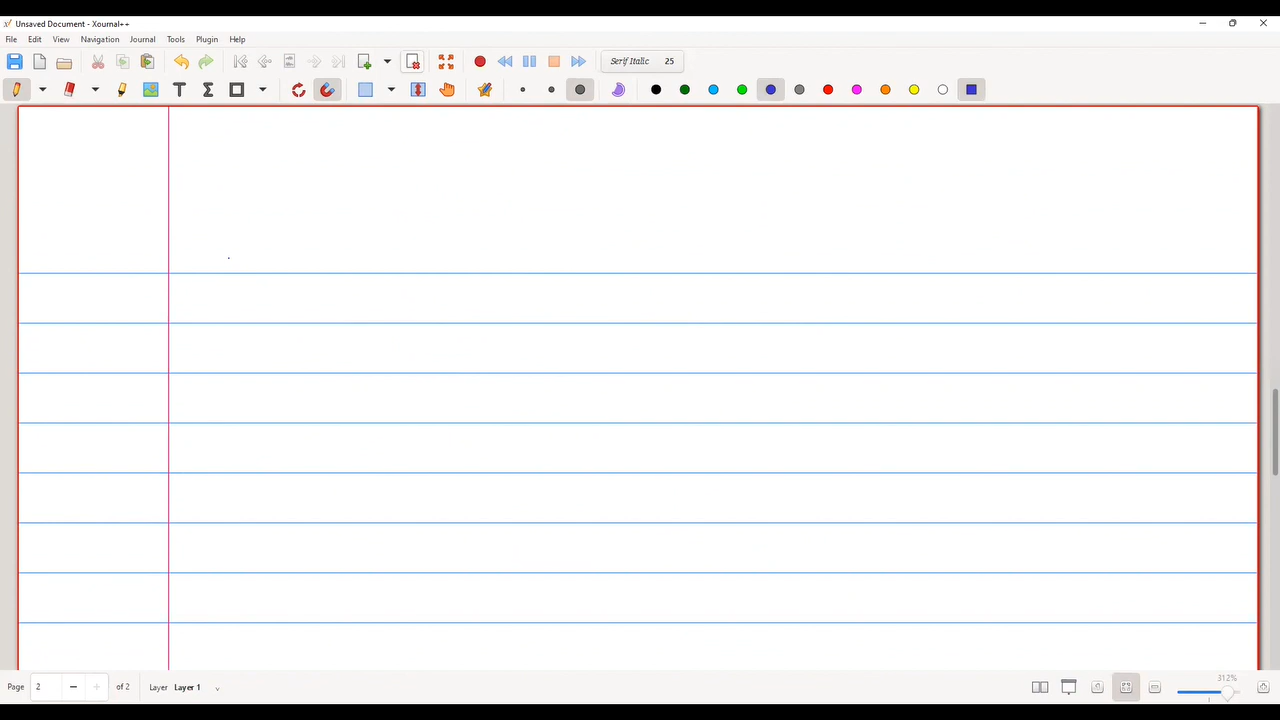 Unsaved Document - Xournal++
File Edit View Navigation Journal Tools Plugin Help
Serif Italic 25
Page 2 of 2 Layer Layer 1 312%